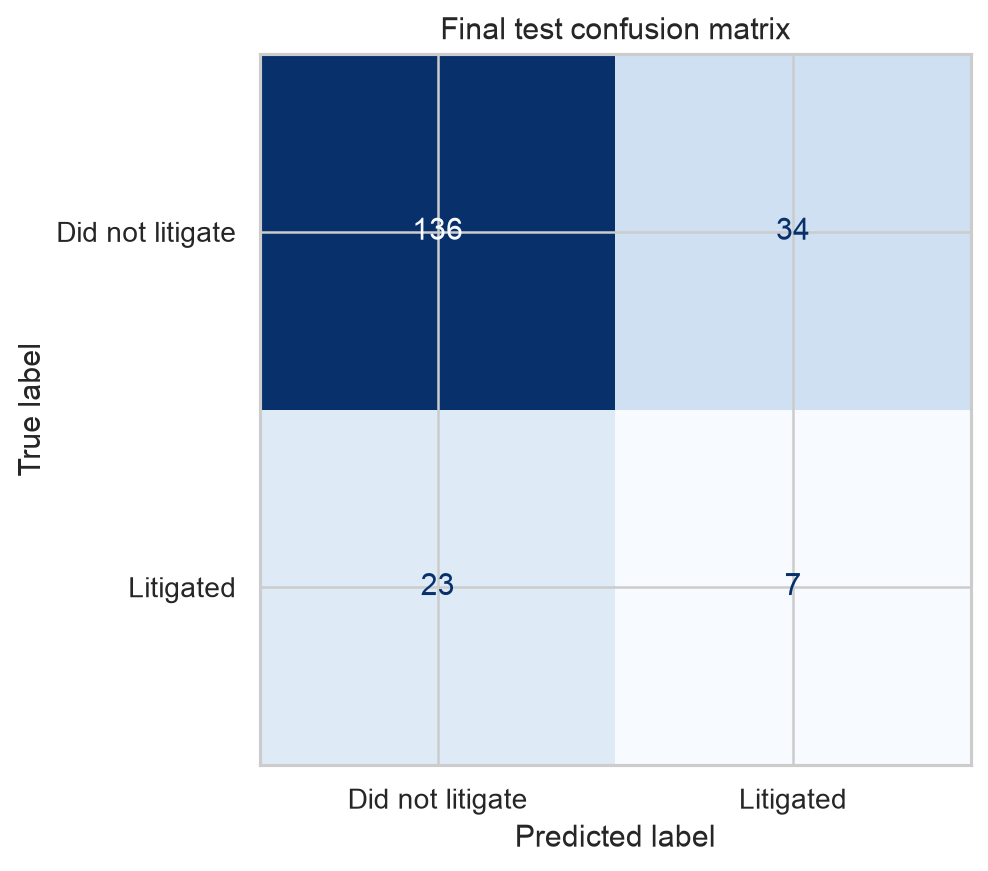 Final test confusion matrix
Did not litigate
136
34
True label
Litigated
23
7
Did not litigate
Litigated
Predicted label